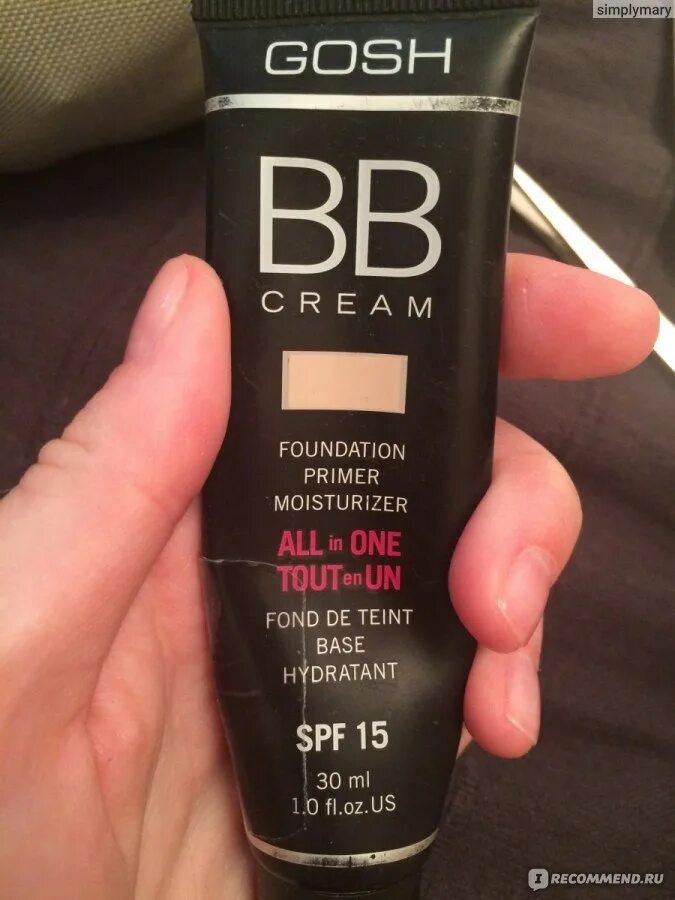 simplymary
GOSH
BB
CREAM
FOUNDATION
PRIMER
MOISTURIZER
ALL in ONE
TOUT en UN
FOND DE TEINT
BASE
HYDRATANT
SPF 15
30 ml
1.0 fl.oz.US
IRECOMMEND.RU